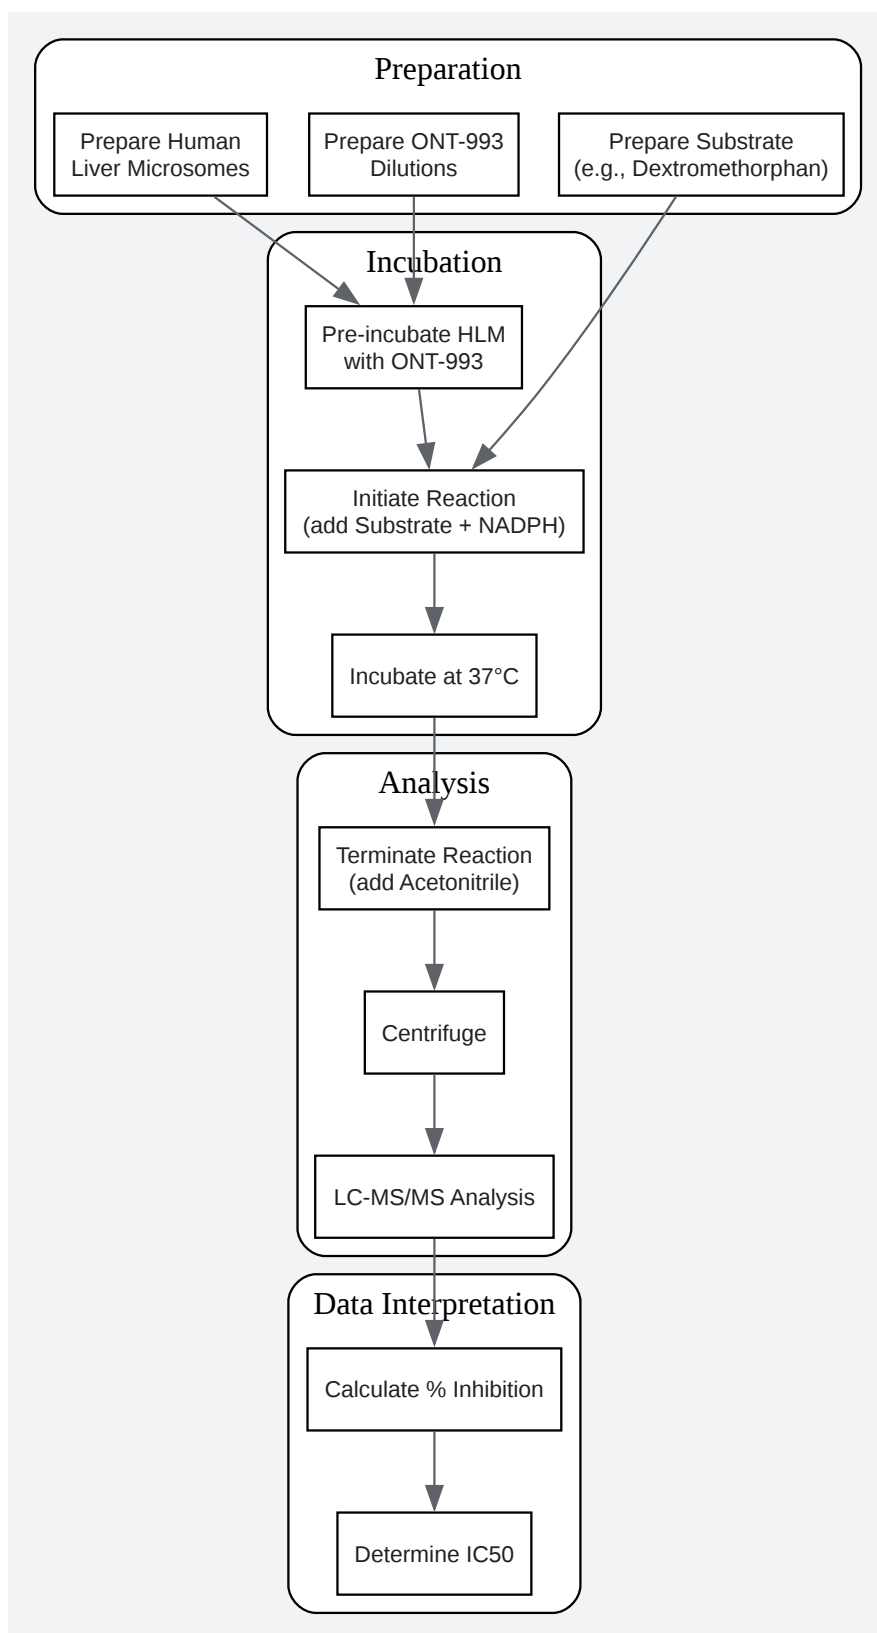 Preparation
Prepare Human
Liver Microsomes
Prepare ONT-993
Dilutions
Prepare Substrate
(e.g., Dextromethorphan)
Incubation
Pre-incubate HLM
with ONT-993
Initiate Reaction
(add Substrate + NADPH)
Incubate at 37°C
Analysis
Terminate Reaction
(add Acetonitrile)
Centrifuge
LC-MS/MS Analysis
Data Interpretation
Calculate % Inhibition
Determine IC50